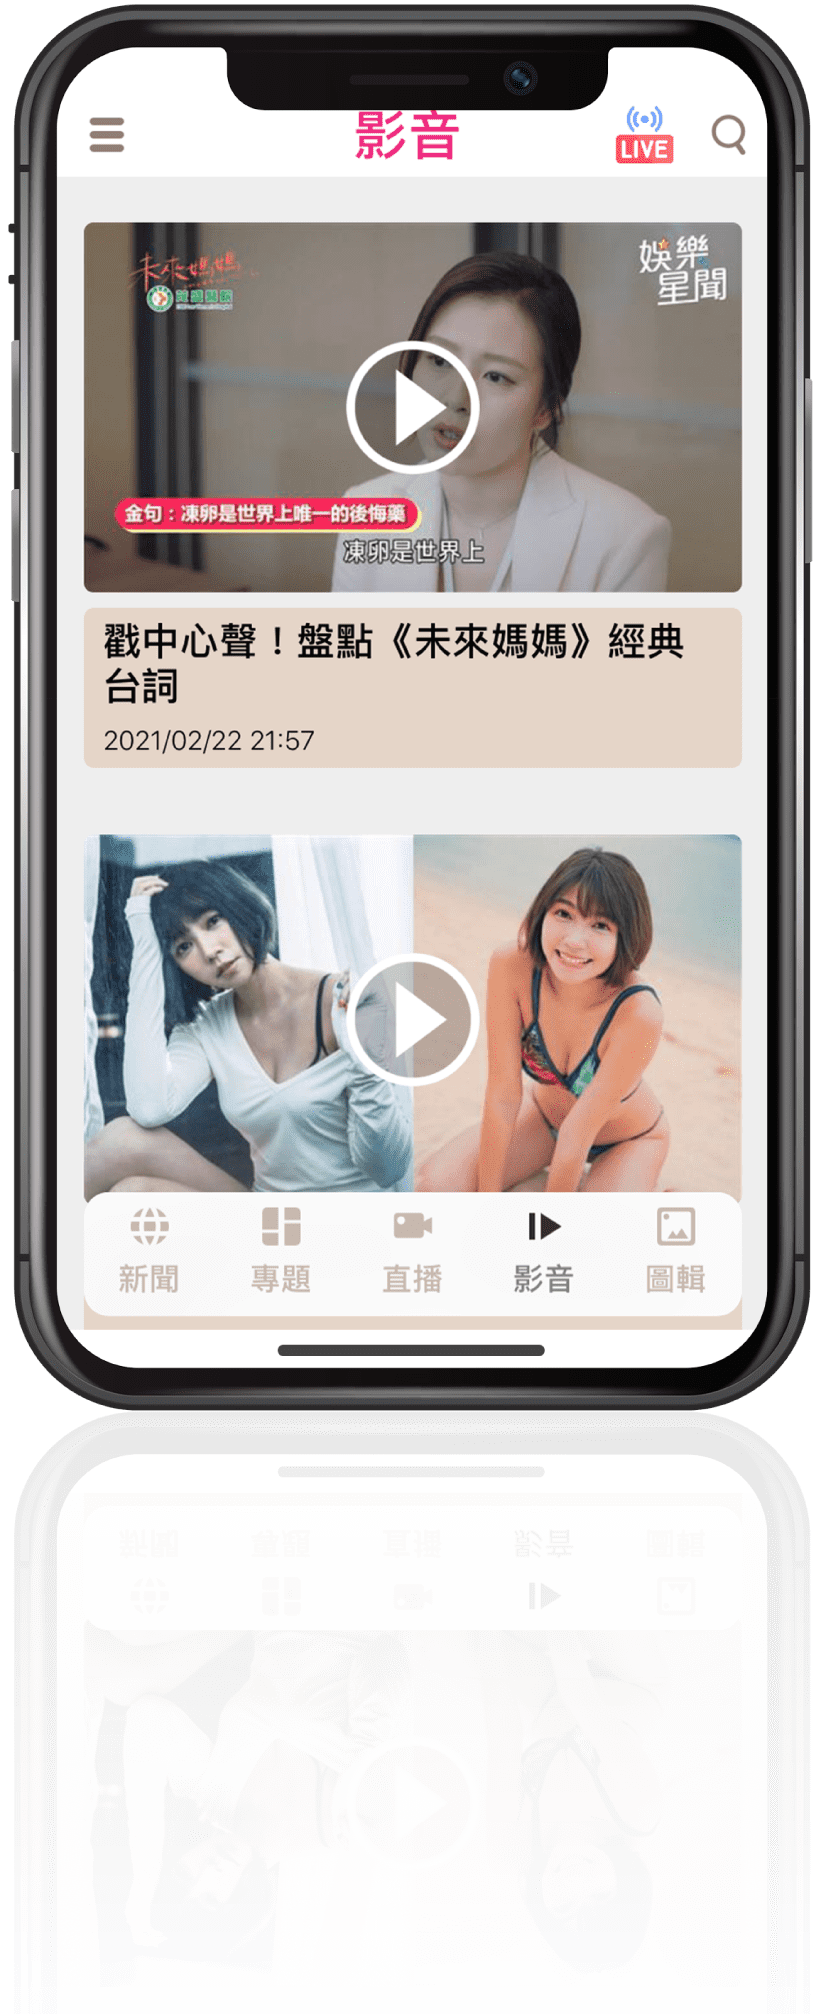 影音
LIVE
未來媽媽
娛樂
星聞
金句：凍卵是世界上唯一的後悔藥
凍卵是世界上
戳中心聲！盤點《未來媽媽》經典
台詞
2021/02/22 21:57
新聞 專題 直播 影音 圖輯